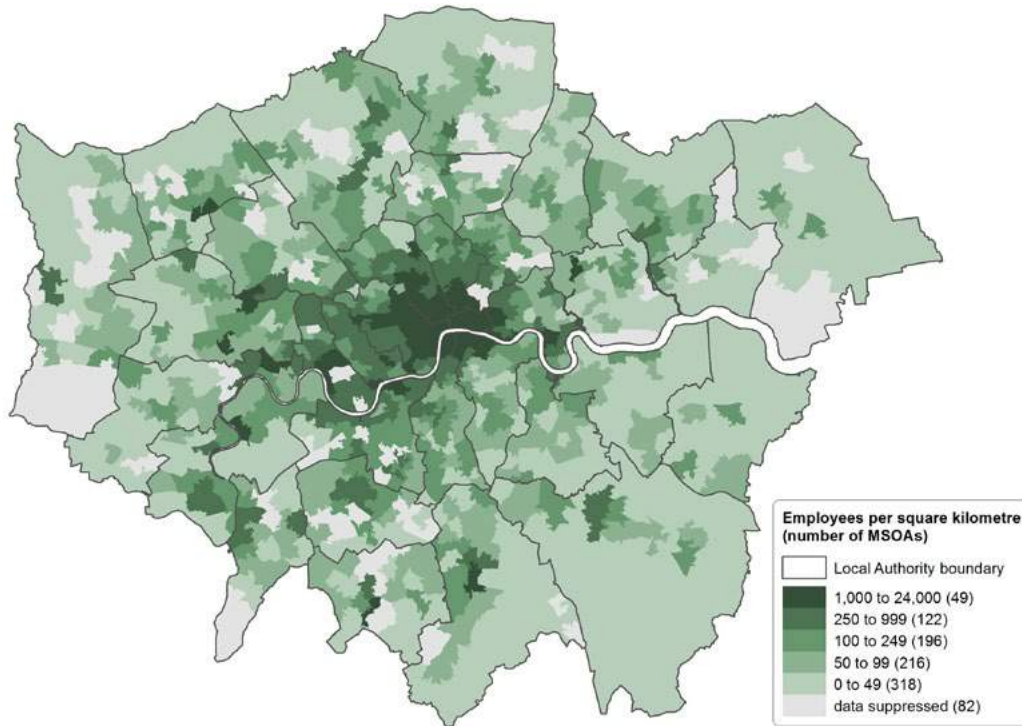 Employees per square kilometre
(number of MSOAs)
Local Authority boundary
1,000 to 24,000 (49)
250 to 999 (122)
100 to 249 (196)
50 to 99 (216)
0 to 49 (318)
data suppressed (82)